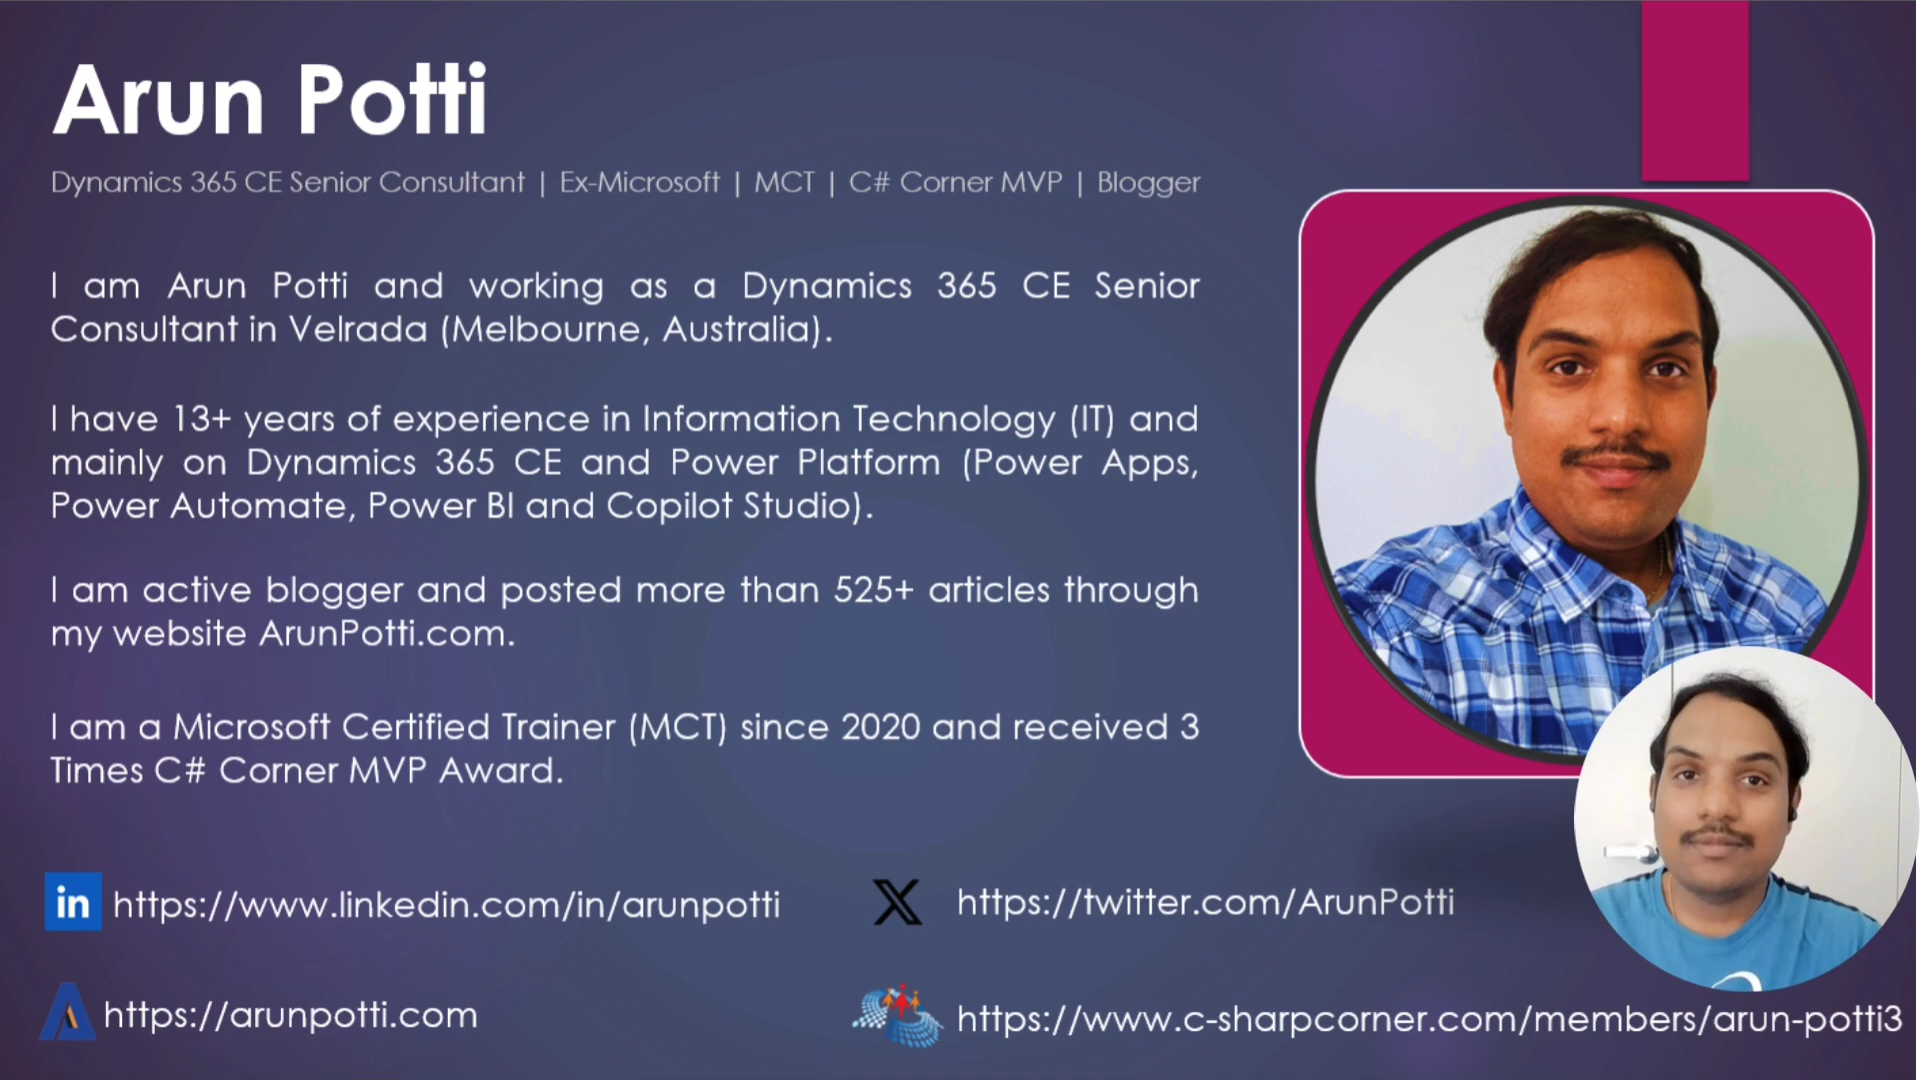 Arun Potti
Dynamics 365 CE Senior Consultant | Ex-Microsoft | MCT | C# Corner MVP | Blogger
I am Arun Potti and working as a Dynamics 365 CE Senior
Consultant in Velrada (Melbourne, Australia).
I have 13+ years of experience in Information Technology (IT) and
mainly on Dynamics 365 CE and Power Platform (Power Apps,
Power Automate, Power BI and Copilot Studio).
I am active blogger and posted more than 525+ articles through
my website ArunPotti.com.
I am a Microsoft Certified Trainer (MCT) since 2020 and received 3
Times C# Corner MVP Award.
in https://www.linkedin.com/in/arunpotti
X https://twitter.com/ArunPotti
https://arunpotti.com
https://www.c-sharpcorner.com/members/arun-potti3